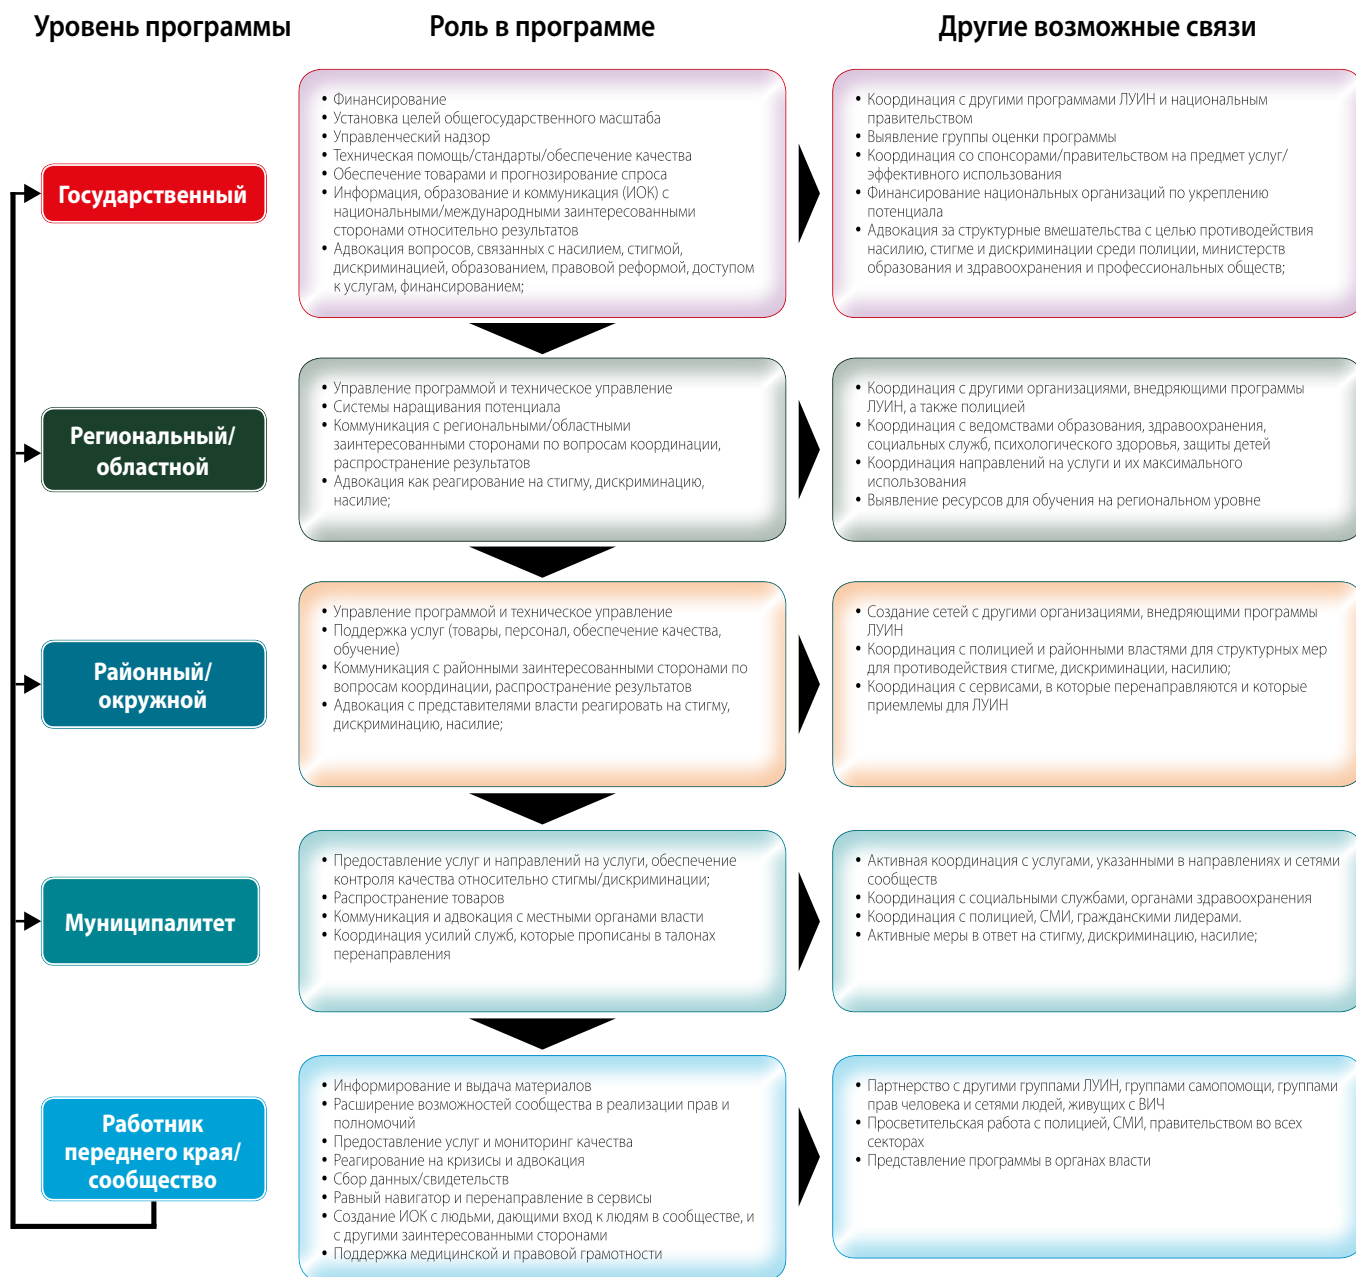 Уровень программы
Роль в программе
Другие возможные связи
Государственный
• Финансирование
• Установка целей общегосударственного масштаба
• Управленческий надзор
• Техническая помощь/стандарты/обеспечение качества
• Обеспечение товарами и прогнозирование спроса
• Информация, образование и коммуникация (ИОК) с
национальными/международными заинтересованными
сторонами относительно результатов
• Адвокация вопросов, связанных с насилием, стигмой,
дискриминацией, образованием, правовой реформой, доступом
к услугам, финансированием;
• Координация с другими программами ЛУИН и национальным
правительством
• Выявление группы оценки программы
• Координация со спонсорами/правительством на предмет услуг/
эффективного использования
• Финансирование национальных организаций по укреплению
потенциала
• Адвокация за структурные вмешательства с целью противодействия
насилию, стигме и дискриминации среди полиции, министерств
образования и здравоохранения и профессиональных обществ;
Региональный/
областной
• Управление программой и техническое управление
• Системы наращивания потенциала
• Коммуникация с региональными/областными
заинтересованными сторонами по вопросам координации,
распространение результатов
• Адвокация как реагирование на стигму, дискриминацию,
насилие;
• Координация с другими организациями, внедряющими программы
ЛУИН, а также полицией
• Координация с ведомствами образования, здравоохранения,
социальных служб, психологического здоровья, защиты детей
• Координация направлений на услуги и их максимального
использования
• Выявление ресурсов для обучения на региональном уровне
Районный/
окружной
• Управление программой и техническое управление
• Поддержка услуг (товары, персонал, обеспечение качества,
обучение)
• Коммуникация с районными заинтересованными сторонами по
вопросам координации, распространение результатов
• Адвокация с представителями власти реагировать на стигму,
дискриминацию, насилие;
• Создание сетей с другими организациями, внедряющими программы
ЛУИН
• Координация с полицией и районными властями для структурных мер
для противодействия стигме, дискриминации, насилию;
• Координация с сервисами, в которые перенаправляются и которые
приемлемы для ЛУИН
Муниципалитет
• Предоставление услуг и направлений на услуги, обеспечение
контроля качества относительно стигмы/дискриминации;
• Распространение товаров
• Коммуникация и адвокация с местными органами власти
• Координация усилий служб, которые прописаны в талонах
перенаправления
• Активная координация с услугами, указанными в направлениях и сетями
сообществ
• Координация с социальными службами, органами здравоохранения
• Координация с полицией, СМИ, гражданскими лидерами.
• Активные меры в ответ на стигму, дискриминацию, насилие;
Работник
переднего края/
сообщество
• Информирование и выдача материалов
• Расширение возможностей сообщества в реализации прав и
полномочий
• Предоставление услуг и мониторинг качества
• Реагирование на кризисы и адвокация
• Сбор данных/свидетельств
• Равный навигатор и перенаправление в сервисы
• Создание ИОК с людьми, дающими вход к людям в сообществе, и
с другими заинтересованными сторонами
• Поддержка медицинской и правовой грамотности
• Партнерство с другими группами ЛУИН, группами самопомощи, группами
прав человека и сетями людей, живущих с ВИЧ
• Просветительская работа с полицией, СМИ, правительством во всех
секторах
• Представление программы в органах власти